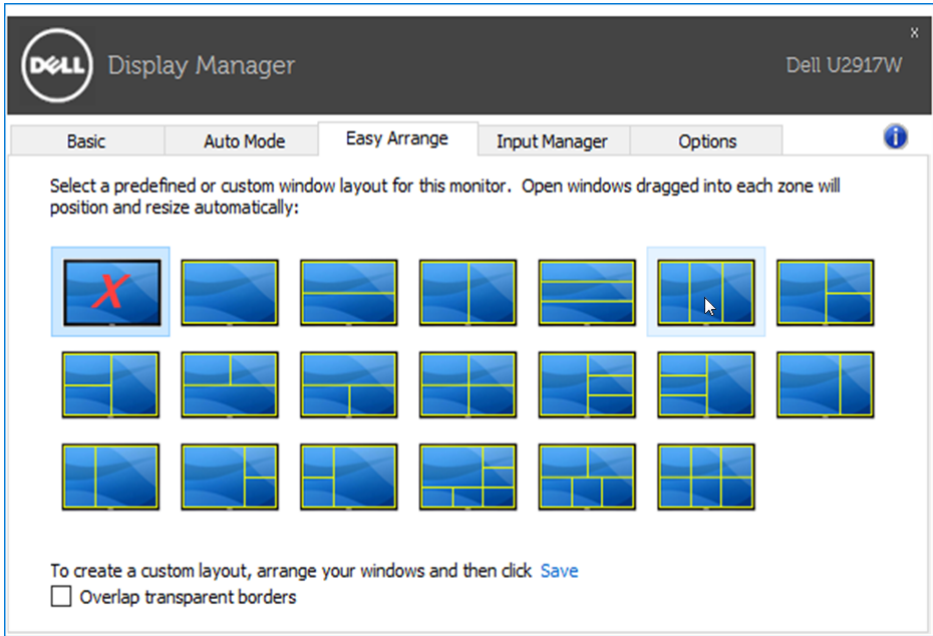 x
DELL
Display Manager
Dell U2917W
Basic
Auto Mode
Easy Arrange
Input Manager
Options
i
Select a predefined or custom window layout for this monitor. Open windows dragged into each zone will
position and resize automatically:
X
To create a custom layout, arrange your windows and then click Save
Overlap transparent borders